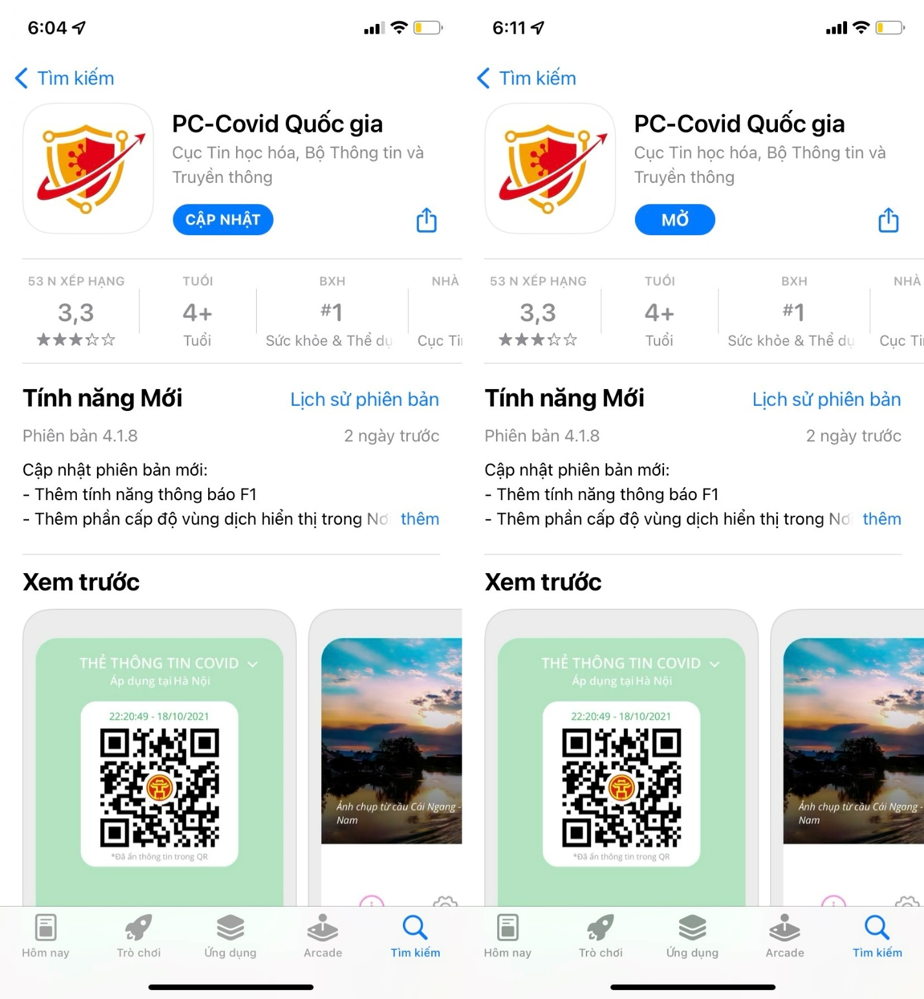 6:04
Tìm kiếm
PC-Covid Quốc gia
Cục Tin học hóa, Bộ Thông tin và
Truyền thông
CẬP NHẬT
53 N XẾP HẠNG
3,3
TUỔI
4+
Tuổi
BXH
#1
Sức khỏe & Thể dụ
NHÀ
Cục Ti
Tính năng Mới
Lịch sử phiên bản
Phiên bản 4.1.8
2 ngày trước
Cập nhật phiên bản mới:
- Thêm tính năng thông báo F1
- Thêm phần cấp độ vùng dịch hiển thị trong Nơi thêm
Xem trước
THẺ THÔNG TIN COVID
Áp dụng tại Hà Nội
22:20:49 - 18/10/2021
*Đã ẩn thông tin trong QR
Ảnh chụp từ cầu Cái Ngang -
Nam
Hôm nay
Trò chơi
Ứng dụng
Arcade
Tìm kiếm
6:11
Tìm kiếm
PC-Covid Quốc gia
Cục Tin học hóa, Bộ Thông tin và
Truyền thông
MỞ
53 N XẾP HẠNG
3,3
TUỔI
4+
Tuổi
BXH
#1
Sức khỏe & Thể dụ
NHÀ
Cục Ti
Tính năng Mới
Lịch sử phiên bản
Phiên bản 4.1.8
2 ngày trước
Cập nhật phiên bản mới:
- Thêm tính năng thông báo F1
- Thêm phần cấp độ vùng dịch hiển thị trong Nơi thêm
Xem trước
THẺ THÔNG TIN COVID
Áp dụng tại Hà Nội
22:20:49 - 18/10/2021
*Đã ẩn thông tin trong QR
Ảnh chụp từ cầu Cái Ngang -
Nam
Hôm nay
Trò chơi
Ứng dụng
Arcade
Tìm kiếm